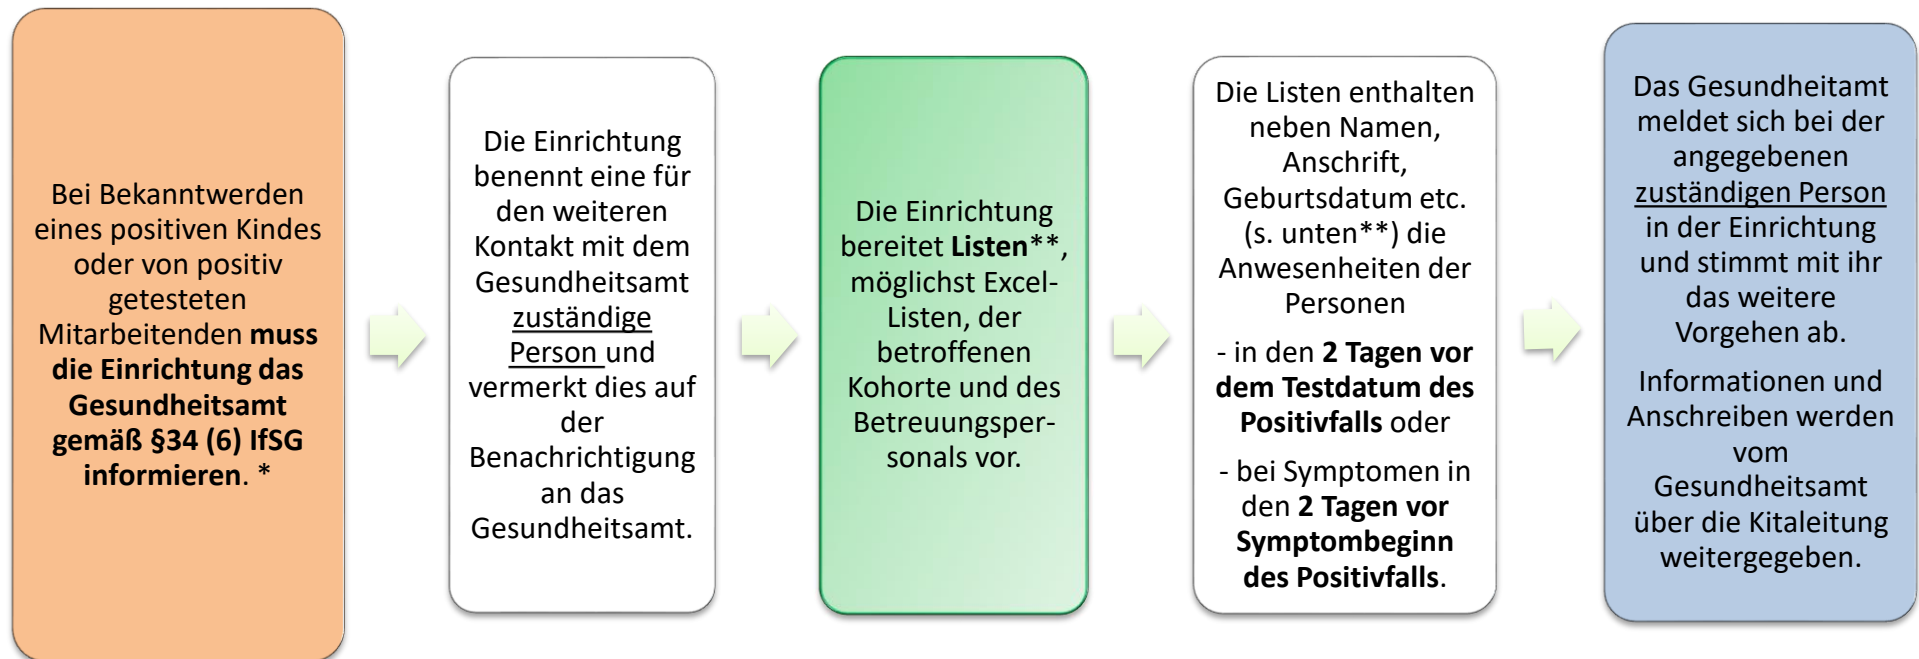 Bei Bekanntwerden
eines positiven Kindes
oder von positiv
getesteten
Mitarbeitenden muss
die Einrichtung das
Gesundheitsamt
gemäß §34 (6) IfSG
informieren. *
Die Einrichtung
benennt eine für
den weiteren
Kontakt mit dem
Gesundheitsamt
zuständige
Person und
vermerkt dies auf
der
Benachrichtigung
an das
Gesundheitsamt.
Die Einrichtung
bereitet Listen**,
möglichst Excel-
Listen, der
betroffenen
Kohorte und des
Betreuungsper-
sonals vor.
Die Listen enthalten
neben Namen,
Anschrift,
Geburtsdatum etc.
(s. unten**) die
Anwesenheiten der
Personen
- in den 2 Tagen vor
dem Testdatum des
Positivfalls oder
- bei Symptomen in
den 2 Tagen vor
Symptombeginn
des Positivfalls.
Das Gesundheitamt
meldet sich bei der
angegebenen
zuständigen Person
in der Einrichtung
und stimmt mit ihr
das weitere
Vorgehen ab.
Informationen und
Anschreiben werden
vom
Gesundheitsamt
über die Kitaleitung
weitergegeben.